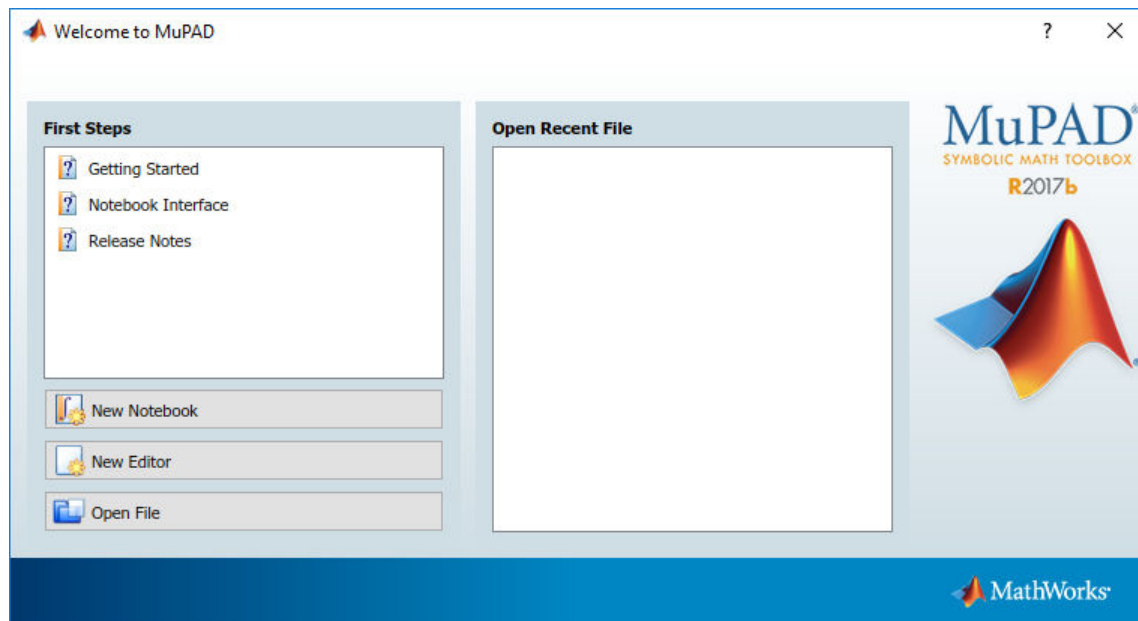 Welcome to MuPAD
?
First Steps
Getting Started
Notebook Interface
Release Notes
New Notebook
New Editor
Open File
Open Recent File
MuPAD®
SYMBOLIC MATH TOOLBOX
R2017b
®
MathWorks®